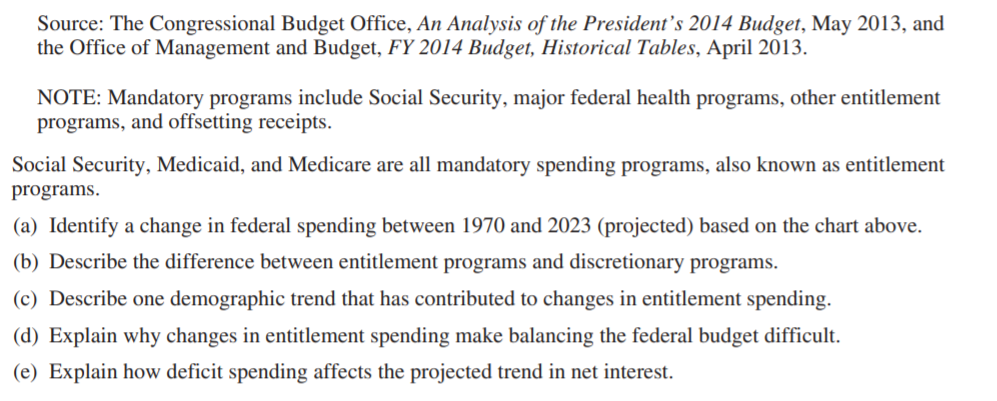 Source: The Congressional Budget Office, An Analysis of the President's 2014 Budget, May 2013, and
the Office of Management and Budget, FY 2014 Budget, Historical Tables, April 2013.
NOTE: Mandatory programs include Social Security, major federal health programs, other entitlement
programs, and offsetting receipts.
Social Security, Medicaid, and Medicare are all mandatory spending programs, also known as entitlement
programs.
(a) Identify a change in federal spending between 1970 and 2023 (projected) based on the chart above.
(b) Describe the difference between entitlement programs and discretionary programs.
(c) Describe one demographic trend that has contributed to changes in entitlement spending.
(d) Explain why changes in entitlement spending make balancing the federal budget difficult.
(e) Explain how deficit spending affects the projected trend in net interest.